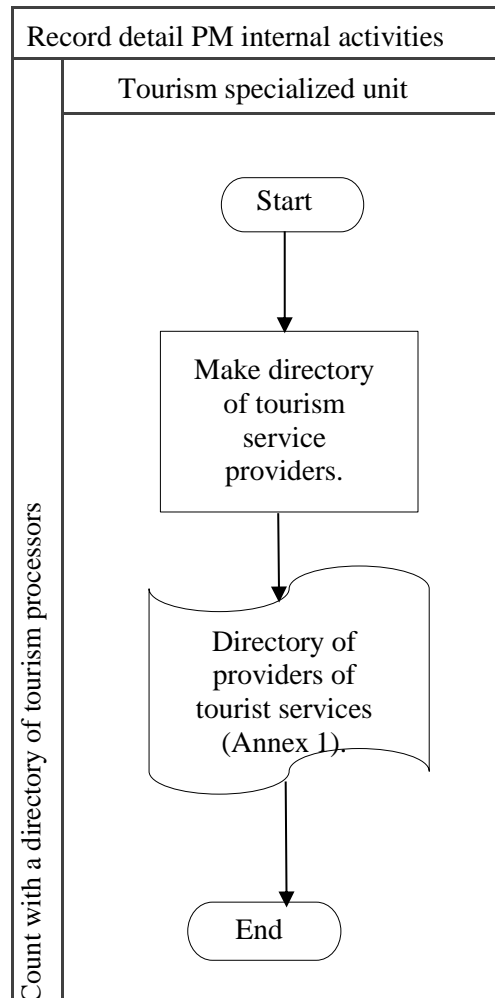 Record detail PM internal activities
Tourism specialized unit
Count with a directory of tourism processors
Start
Make directory
of tourism
service
providers.
Directory of
providers of
tourist services
(Annex 1).
End